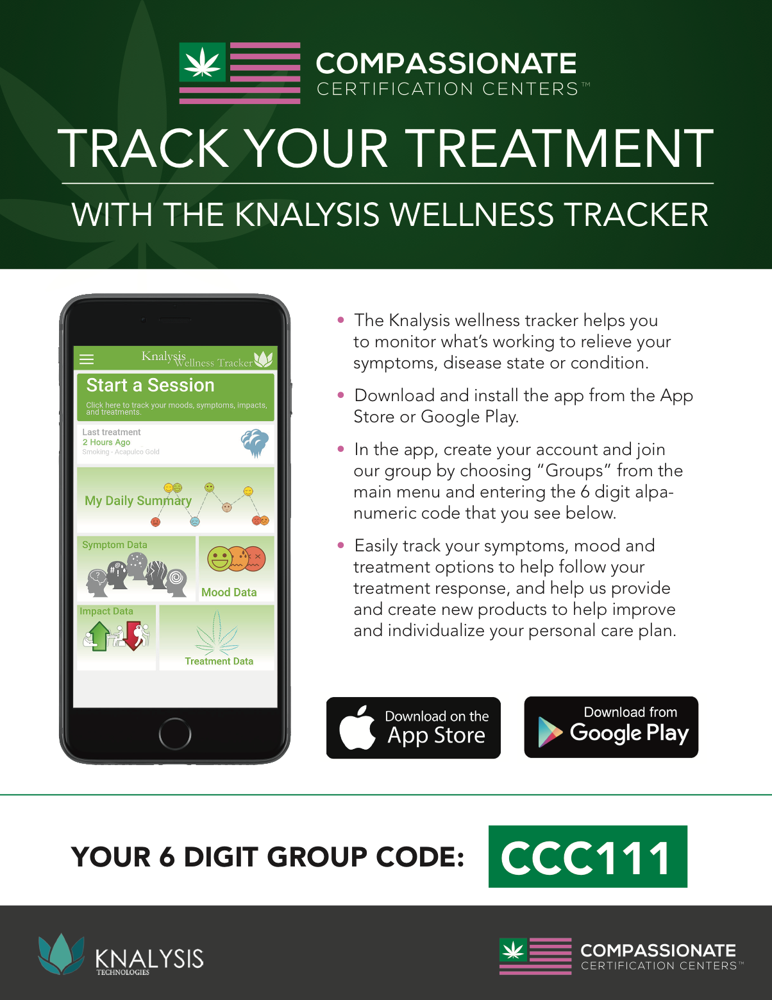 COMPASSIONATE
CERTIFICATION CENTERS™
TRACK YOUR TREATMENT
WITH THE KNALYSIS WELLNESS TRACKER
Knalysis
Wellness Tracker
Start a Session
Click here to track your moods, symptoms, impacts,
and treatments.
Last treatment
2 Hours Ago
Smoking - Acapulco Gold
My Daily Summary
Symptom Data
Mood Data
Impact Data
Treatment Data
• The Knalysis wellness tracker helps you
to monitor what’s working to relieve your
symptoms, disease state or condition.
• Download and install the app from the App
Store or Google Play.
• In the app, create your account and join
our group by choosing “Groups” from the
main menu and entering the 6 digit alpa-
numeric code that you see below.
• Easily track your symptoms, mood and
treatment options to help follow your
treatment response, and help us provide
and create new products to help improve
and individualize your personal care plan.
Download on the
App Store
Download from
Google Play
YOUR 6 DIGIT GROUP CODE:
CCC111
KNALYSIS
TECHNOLOGIES
COMPASSIONATE
CERTIFICATION CENTERS™